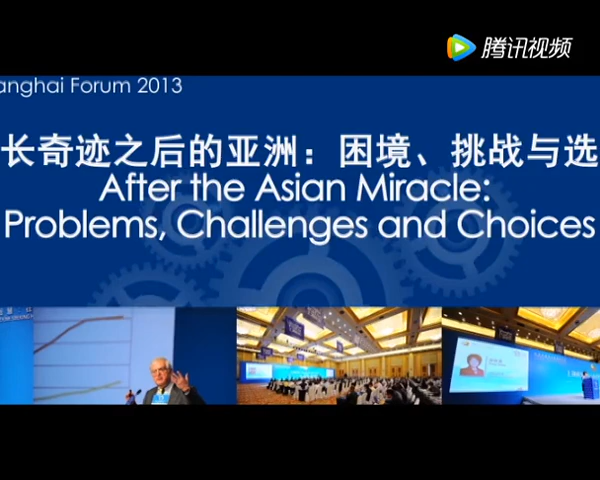 腾讯视频
anghai Forum 2013
长奇迹之后的亚洲：困境、挑战与选
After the Asian Miracle:
Problems, Challenges and Choices